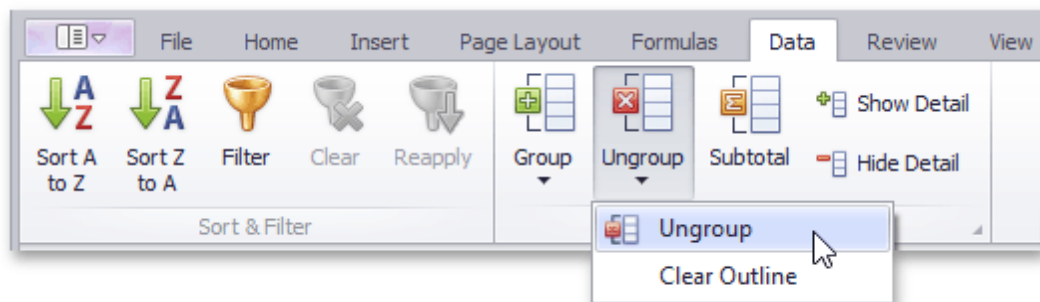 File Home Insert Page Layout Formulas Data Review View
Sort A to Z
Sort Z to A
Filter
Clear
Reapply
Group
Ungroup
Subtotal
Show Detail
Hide Detail
Sort & Filter
Ungroup
Clear Outline